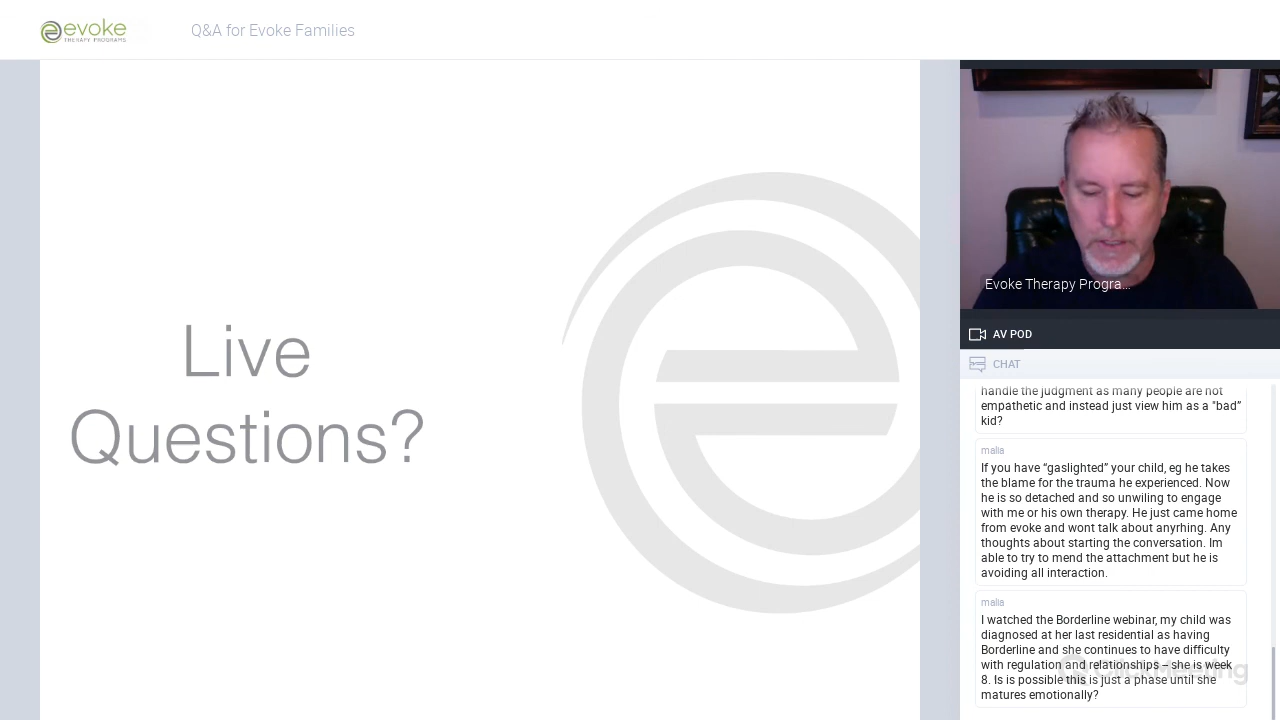 evoke
THERAPY PROGRAMS
Q&A for Evoke Families
Live
Questions?
Evoke Therapy Progra...
AV POD
CHAT
handle the judgment as many people are not
empathetic and instead just view him as a "bad"
kid?
malia
If you have “gaslighted” your child, eg he takes
the blame for the trauma he experienced. Now
he is so detached and so unwiling to engage
with me or his own therapy. He just came home
from evoke and wont talk about anyrhing. Any
thoughts about starting the conversation. Im
able to try to mend the attachment but he is
avoiding all interaction.
malia
I watched the Borderline webinar, my child was
diagnosed at her last residential as having
Borderline and she continues to have difficulty
with regulation and relationships – she is week
8. Is is possible this is just a phase until she
matures emotionally?
ClickMeeting